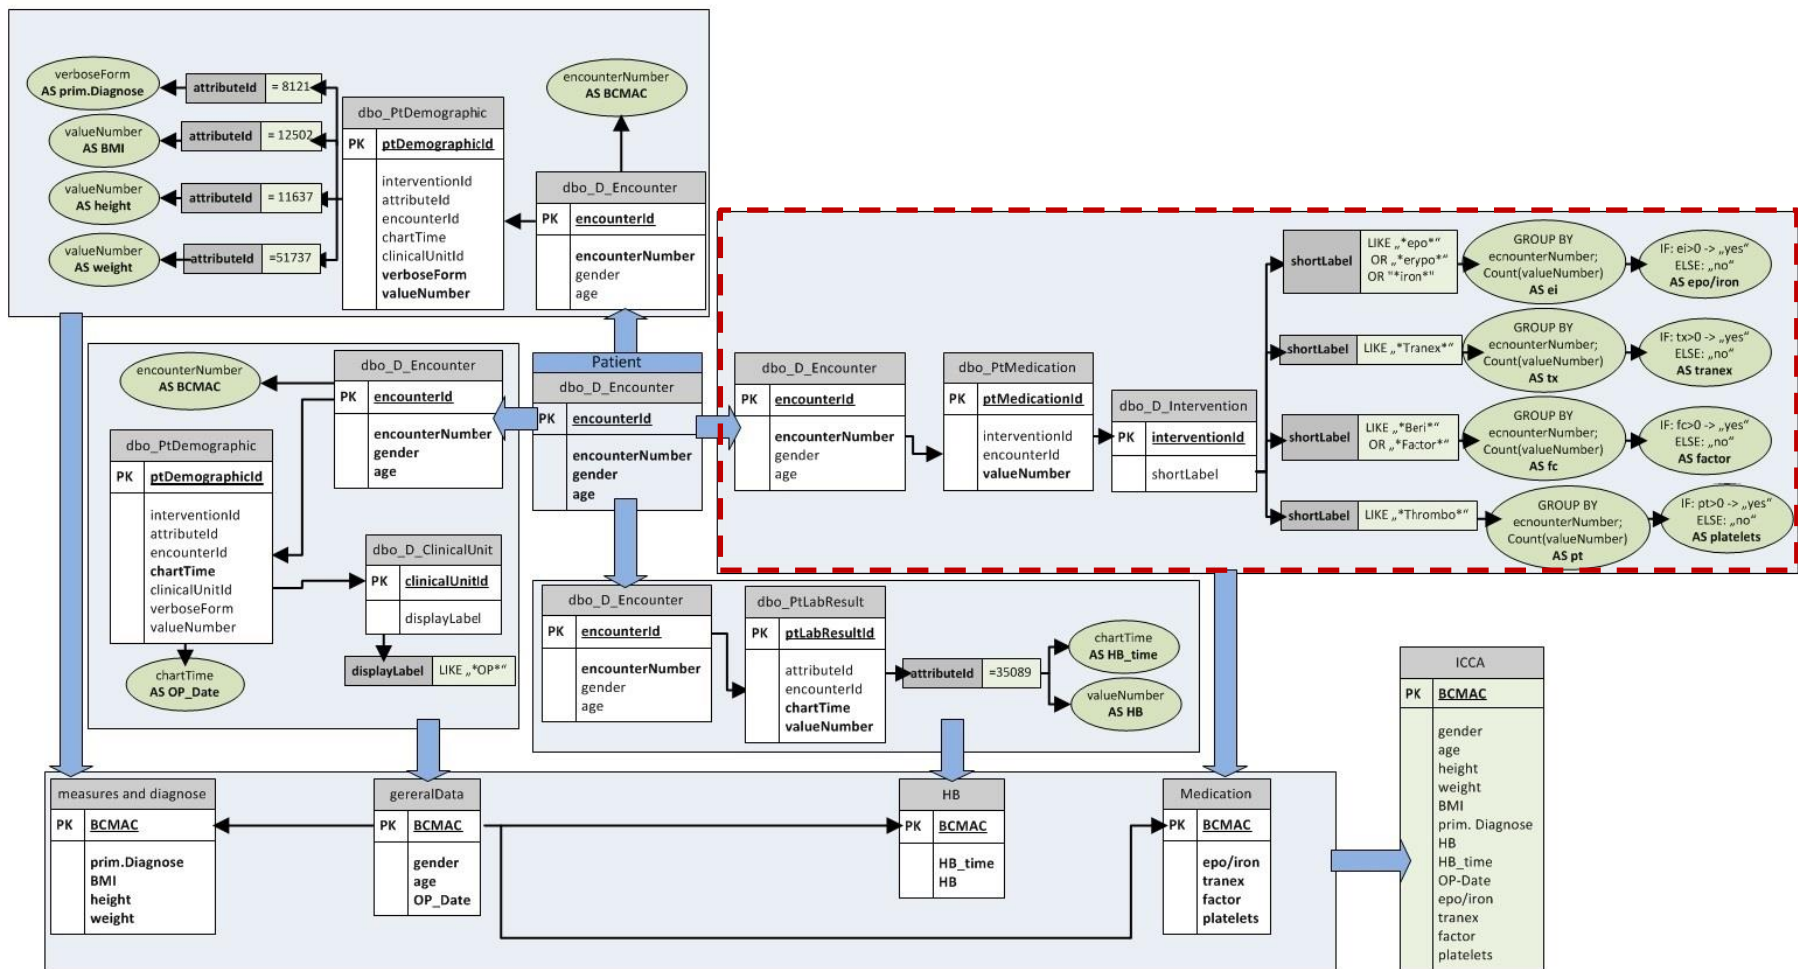 verboseForm
AS prim.Diagnose
attributeId
= 8121
valueNumber
AS BMI
attributeId
= 12502
valueNumber
AS height
attributeId
= 11637
valueNumber
AS weight
attributeId
=51737
dbo_PtDemographic
PK
ptDemographicId
interventionId
attributeId
encounterId
chartTime
clinicalUnitId
verboseForm
valueNumber
encounterNumber
AS BCMAC
dbo_D_Encounter
PK
encounterId
encounterNumber
gender
age
encounterNumber
AS BCMAC
dbo_D_Encounter
PK
encounterId
encounterNumber
gender
age
dbo_PtDemographic
PK
ptDemographicId
interventionId
attributeId
encounterId
chartTime
clinicalUnitId
verboseForm
valueNumber
chartTime
AS OP_Date
dbo_D_ClinicalUnit
PK
clinicalUnitId
displayLabel
displayLabel
LIKE „*OP*“
Patient
dbo_D_Encounter
PK
encounterId
encounterNumber
gender
age
dbo_D_Encounter
PK
encounterId
encounterNumber
gender
age
dbo_PtMedication
PK
ptMedicationId
interventionId
encounterId
valueNumber
dbo_D_Intervention
PK
interventionId
shortLabel
shortLabel
LIKE „*epo*“
OR „*erypo*“
OR "*iron*"
GROUP BY
ecnounterNumber;
Count(valueNumber)
AS ei
IF: ei>0 -> „yes“
ELSE: „no“
AS epo/iron
shortLabel
LIKE „*Tranex*“
GROUP BY
ecnounterNumber;
Count(valueNumber)
AS tx
IF: tx>0 -> „yes“
ELSE: „no“
AS tranex
shortLabel
LIKE „*Beri*“
OR „*Factor*“
GROUP BY
ecnounterNumber;
Count(valueNumber)
AS fc
IF: fc>0 -> „yes“
ELSE: „no“
AS factor
shortLabel
LIKE „*Thrombo*“
GROUP BY
ecnounterNumber;
Count(valueNumber)
AS pt
IF: pt>0 -> „yes“
ELSE: „no“
AS platelets
dbo_D_Encounter
PK
encounterId
encounterNumber
gender
age
dbo_PtLabResult
PK
ptLabResultId
attributeId
encounterId
chartTime
valueNumber
attributeId
=35089
chartTime
AS HB_time
valueNumber
AS HB
measures and diagnose
PK
BCMAC
prim.Diagnose
BMI
height
weight
gereralData
PK
BCMAC
gender
age
OP_Date
HB
PK
BCMAC
HB_time
HB
Medication
PK
BCMAC
epo/iron
tranex
factor
platelets
ICCA
PK
BCMAC
gender
age
height
weight
BMI
prim. Diagnose
HB
HB_time
OP-Date
epo/iron
tranex
factor
platelets